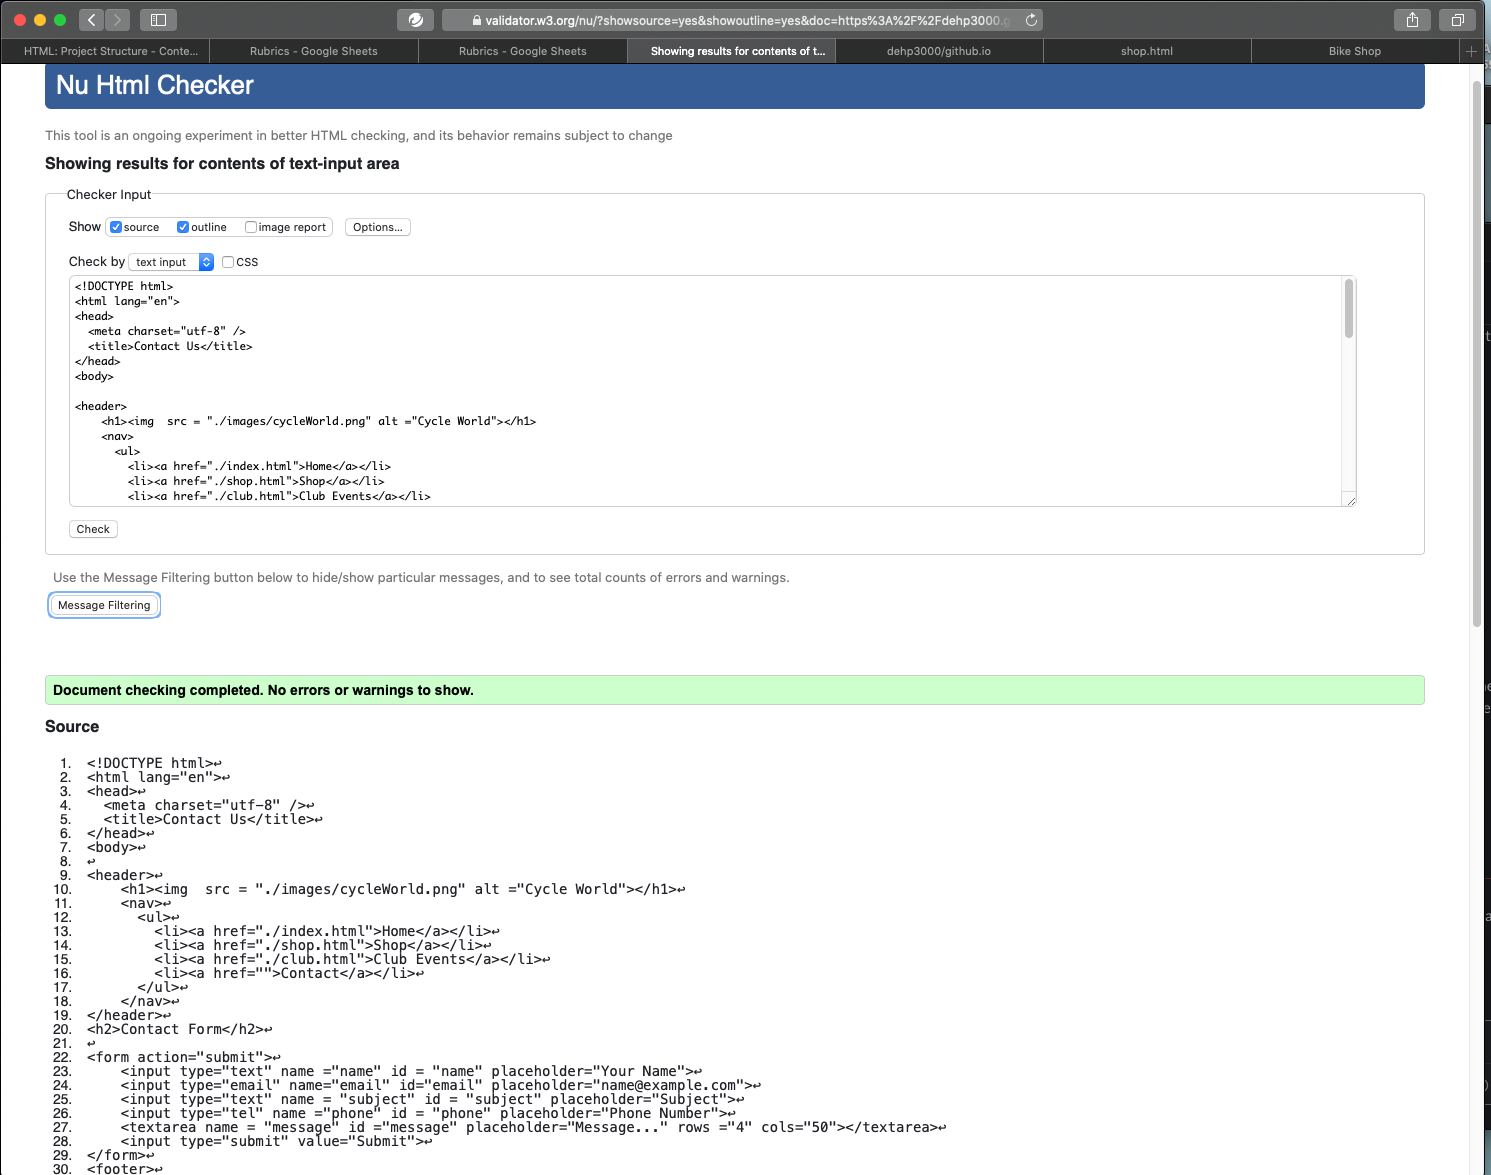 validator.w3.org/nu/?showsource=yes&showoutline=yes&doc=https%3A%2F%2Fdehp3000.g
HTML: Project Structure - Conte... Rubrics - Google Sheets Rubrics - Google Sheets Showing results for contents of t... dehp3000/github.io shop.html Bike Shop
Nu Html Checker
This tool is an ongoing experiment in better HTML checking, and its behavior remains subject to change
Showing results for contents of text-input area
Checker Input
Show source outline image report Options...
Check by text input CSS
<!DOCTYPE html>
<html lang="en">
<head>
  <meta charset="utf-8" />
  <title>Contact Us</title>
</head>
<body>
<header>
    <h1><img  src = "./images/cycleWorld.png" alt ="Cycle World"></h1>
    <nav>
      <ul>
        <li><a href="./index.html">Home</a></li>
        <li><a href="./shop.html">Shop</a></li>
        <li><a href="./club.html">Club Events</a></li>
Check
Use the Message Filtering button below to hide/show particular messages, and to see total counts of errors and warnings.
Message Filtering
Document checking completed. No errors or warnings to show.
Source
1. <!DOCTYPE html>↩
2. <html lang="en">↩
3. <head>↩
4.   <meta charset="utf-8" />↩
5.   <title>Contact Us</title>↩
6. </head>↩
7. <body>↩
8. ↩
9. <header>↩
10.     <h1><img  src = "./images/cycleWorld.png" alt ="Cycle World"></h1>↩
11.     <nav>↩
12.       <ul>↩
13.         <li><a href="./index.html">Home</a></li>↩
14.         <li><a href="./shop.html">Shop</a></li>↩
15.         <li><a href="./club.html">Club Events</a></li>↩
16.         <li><a href="">Contact</a></li>↩
17.       </ul>↩
18.     </nav>↩
19. </header>↩
20. <h2>Contact Form</h2>↩
21. ↩
22. <form action="submit">↩
23.     <input type="text" name ="name" id = "name" placeholder="Your Name">↩
24.     <input type="email" name="email" id="email" placeholder="name@example.com">↩
25.     <input type="text" name = "subject" id = "subject" placeholder="Subject">↩
26.     <input type="tel" name ="phone" id = "phone" placeholder="Phone Number">↩
27.     <textarea name = "message" id ="message" placeholder="Message..." rows ="4" cols="50"></textarea>↩
28.     <input type="submit" value="Submit">↩
29. </form>↩
30. <footer>↩